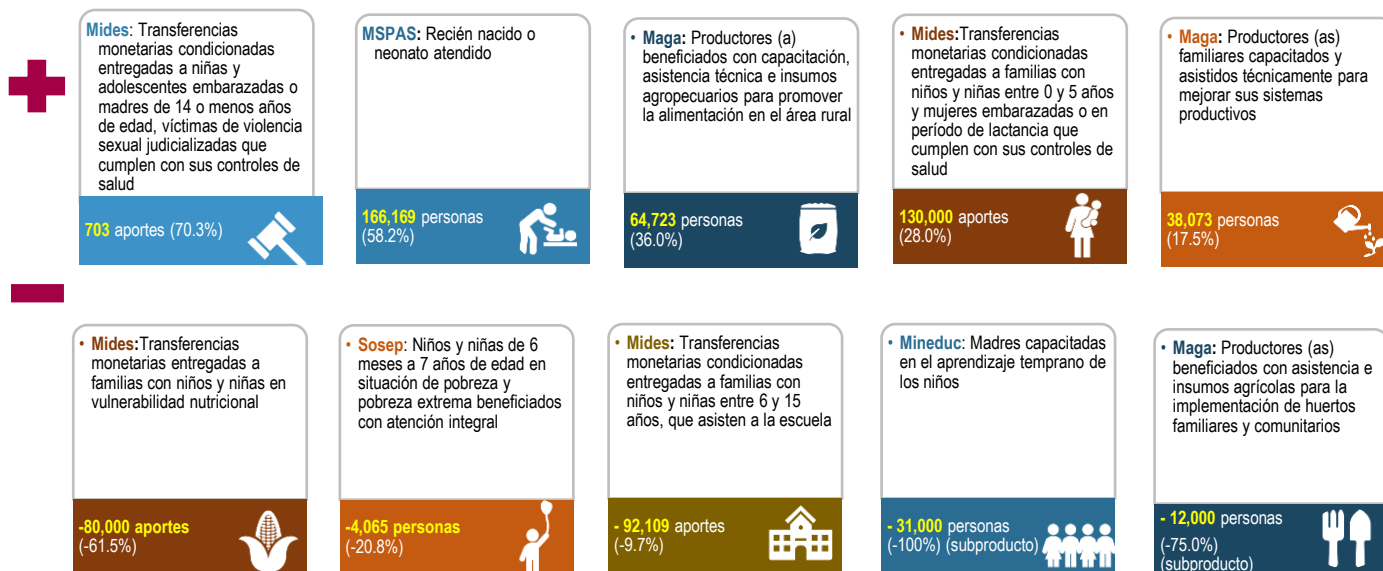 Mides: Transferencias
monetarias condicionadas
entregadas a niñas y
adolescentes embarazadas o
madres de 14 o menos años
de edad, víctimas de violencia
sexual judicializadas que
cumplen con sus controles de
salud
703 aportes (70.3%)
MSPAS: Recién nacido o
neonato atendido
166,169 personas
(58.2%)
• Maga: Productores (a)
beneficiados con capacitación,
asistencia técnica e insumos
agropecuarios para promover
la alimentación en el área rural
64,723 personas
(36.0%)
• Mides:Transferencias
monetarias condicionadas
entregadas a familias con
niños y niñas entre 0 y 5 años
y mujeres embarazadas o en
período de lactancia que
cumplen con sus controles de
salud
130,000 aportes
(28.0%)
• Maga: Productores (as)
familiares capacitados y
asistidos técnicamente para
mejorar sus sistemas
productivos
38,073 personas
(17.5%)
• Mides:Transferencias
monetarias entregadas a
familias con niños y niñas en
vulnerabilidad nutricional
-80,000 aportes
(-61.5%)
• Sosep: Niños y niñas de 6
meses a 7 años de edad en
situación de pobreza y
pobreza extrema beneficiados
con atención integral
-4,065 personas
(-20.8%)
• Mides: Transferencias
monetarias condicionadas
entregadas a familias con
niños y niñas entre 6 y 15
años, que asisten a la escuela
- 92,109 aportes
(-9.7%)
• Mineduc: Madres capacitadas
en el aprendizaje temprano de
los niños
- 31,000 personas
(-100%) (subproducto)
• Maga: Productores (as)
beneficiados con asistencia e
insumos agrícolas para la
implementación de huertos
familiares y comunitarios
- 12,000 personas
(-75.0%)
(subproducto)